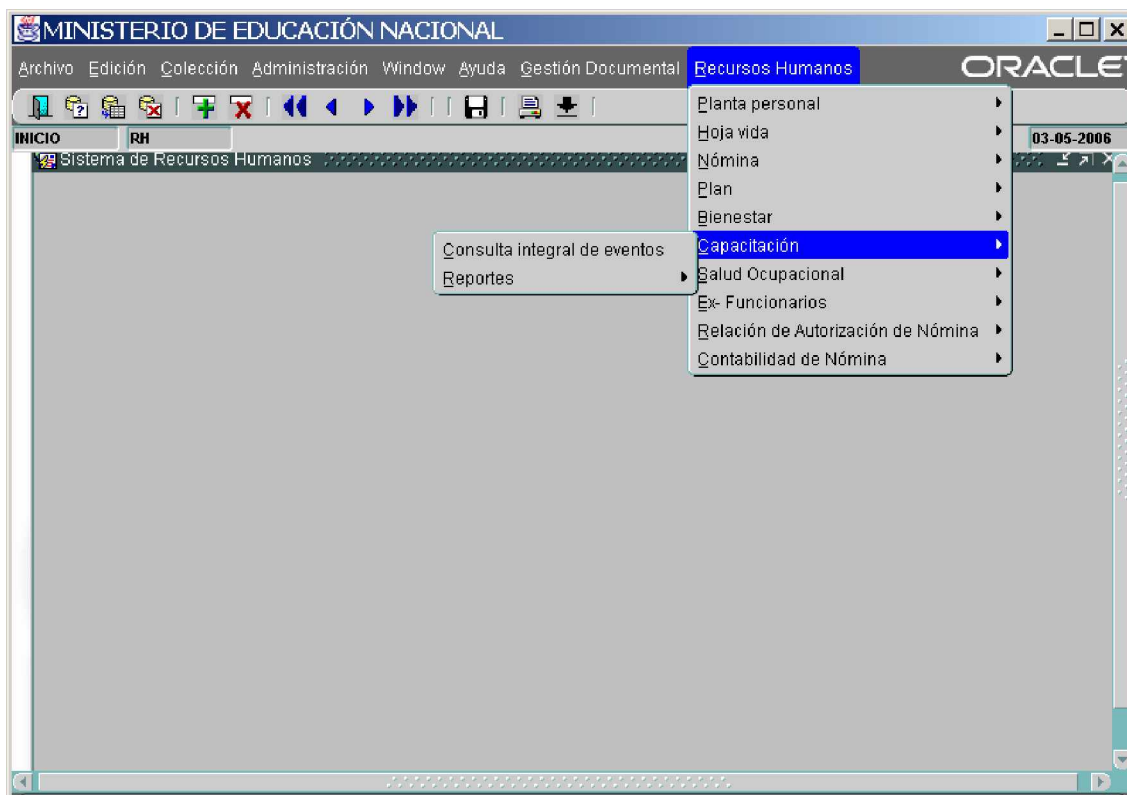 MINISTERIO DE EDUCACIÓN NACIONAL
Archivo Edición Colección Administración Window Ayuda Gestión Documental Recursos Humanos ORACLE
INICIO RH 03-05-2006
Sistema de Recursos Humanos
Planta personal
Hoja vida
Nómina
Plan
Bienestar
Capacitación
Consulta integral de eventos
Reportes
Salud Ocupacional
Ex- Funcionarios
Relación de Autorización de Nómina
Contabilidad de Nómina